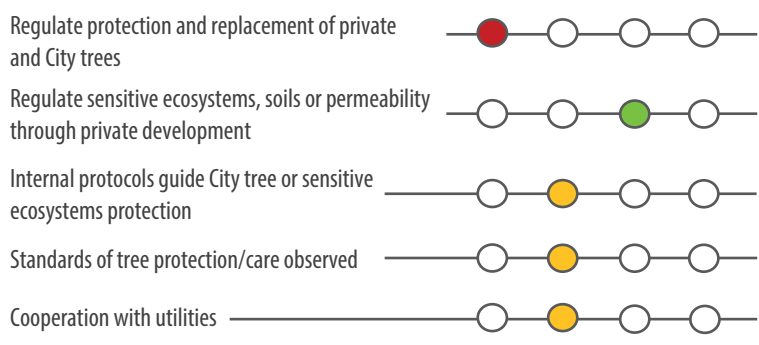 Regulate protection and replacement of private
and City trees
Regulate sensitive ecosystems, soils or permeability
through private development
Internal protocols guide City tree or sensitive
ecosystems protection
Standards of tree protection/care observed
Cooperation with utilities